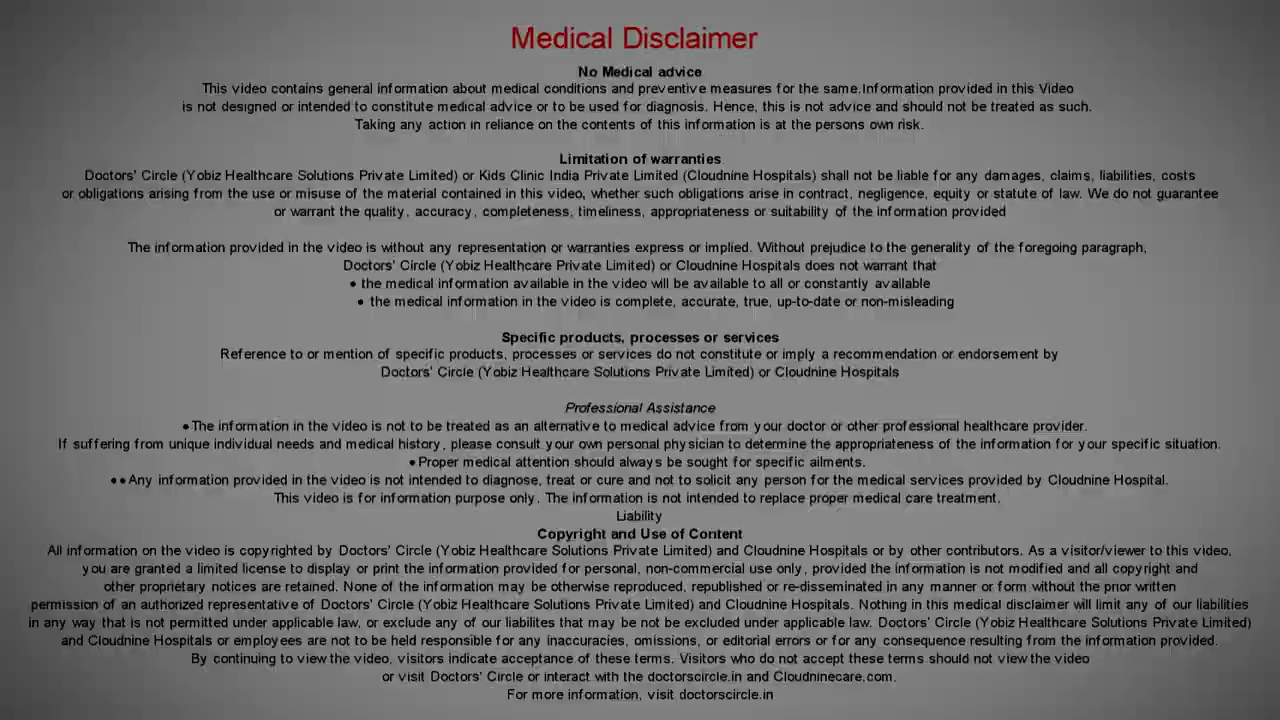 Medical Disclaimer
No Medical advice
This video contains general information about medical conditions and preventive measures for the same.Information provided in this Video
is not designed or intended to constitute medical advice or to be used for diagnosis. Hence, this is not advice and should not be treated as such.
Taking any action in reliance on the contents of this information is at the persons own risk.
Limitation of warranties
Doctors' Circle (Yobiz Healthcare Solutions Private Limited) or Kids Clinic India Private Limited (Cloudnine Hospitals) shall not be liable for any damages, claims, liabilities, costs
or obligations arising from the use or misuse of the material contained in this video, whether such obligations arise in contract, negligence, equity or statute of law. We do not guarantee
or warrant the quality, accuracy, completeness, timeliness, appropriateness or suitability of the information provided
The information provided in the video is without any representation or warranties express or implied. Without prejudice to the generality of the foregoing paragraph,
Doctors' Circle (Yobiz Healthcare Private Limited) or Cloudnine Hospitals does not warrant that
• the medical information available in the video will be available to all or constantly available
• the medical information in the video is complete, accurate, true, up-to-date or non-misleading
Specific products, processes or services
Reference to or mention of specific products, processes or services do not constitute or imply a recommendation or endorsement by
Doctors' Circle (Yobiz Healthcare Solutions Private Limited) or Cloudnine Hospitals
Professional Assistance
•The information in the video is not to be treated as an alternative to medical advice from your doctor or other professional healthcare provider.
If suffering from unique individual needs and medical history, please consult your own personal physician to determine the appropriateness of the information for your specific situation.
•Proper medical attention should always be sought for specific ailments.
••Any information provided in the video is not intended to diagnose, treat or cure and not to solicit any person for the medical services provided by Cloudnine Hospital.
This video is for information purpose only. The information is not intended to replace proper medical care treatment.
Liability
Copyright and Use of Content
All information on the video is copyrighted by Doctors' Circle (Yobiz Healthcare Solutions Private Limited) and Cloudnine Hospitals or by other contributors. As a visitor/viewer to this video,
you are granted a limited license to display or print the information provided for personal, non-commercial use only, provided the information is not modified and all copyright and
other proprietary notices are retained. None of the information may be otherwise reproduced, republished or re-disseminated in any manner or form without the prior written
permission of an authorized representative of Doctors' Circle (Yobiz Healthcare Solutions Private Limited) and Cloudnine Hospitals. Nothing in this medical disclaimer will limit any of our liabilities
in any way that is not permitted under applicable law, or exclude any of our liabilites that may be not be excluded under applicable law. Doctors' Circle (Yobiz Healthcare Solutions Private Limited)
and Cloudnine Hospitals or employees are not to be held responsible for any inaccuracies, omissions, or editorial errors or for any consequence resulting from the information provided.
By continuing to view the video, visitors indicate acceptance of these terms. Visitors who do not accept these terms should not view the video
or visit Doctors' Circle or interact with the doctorscircle.in and Cloudninecare.com.
For more information, visit doctorscircle.in